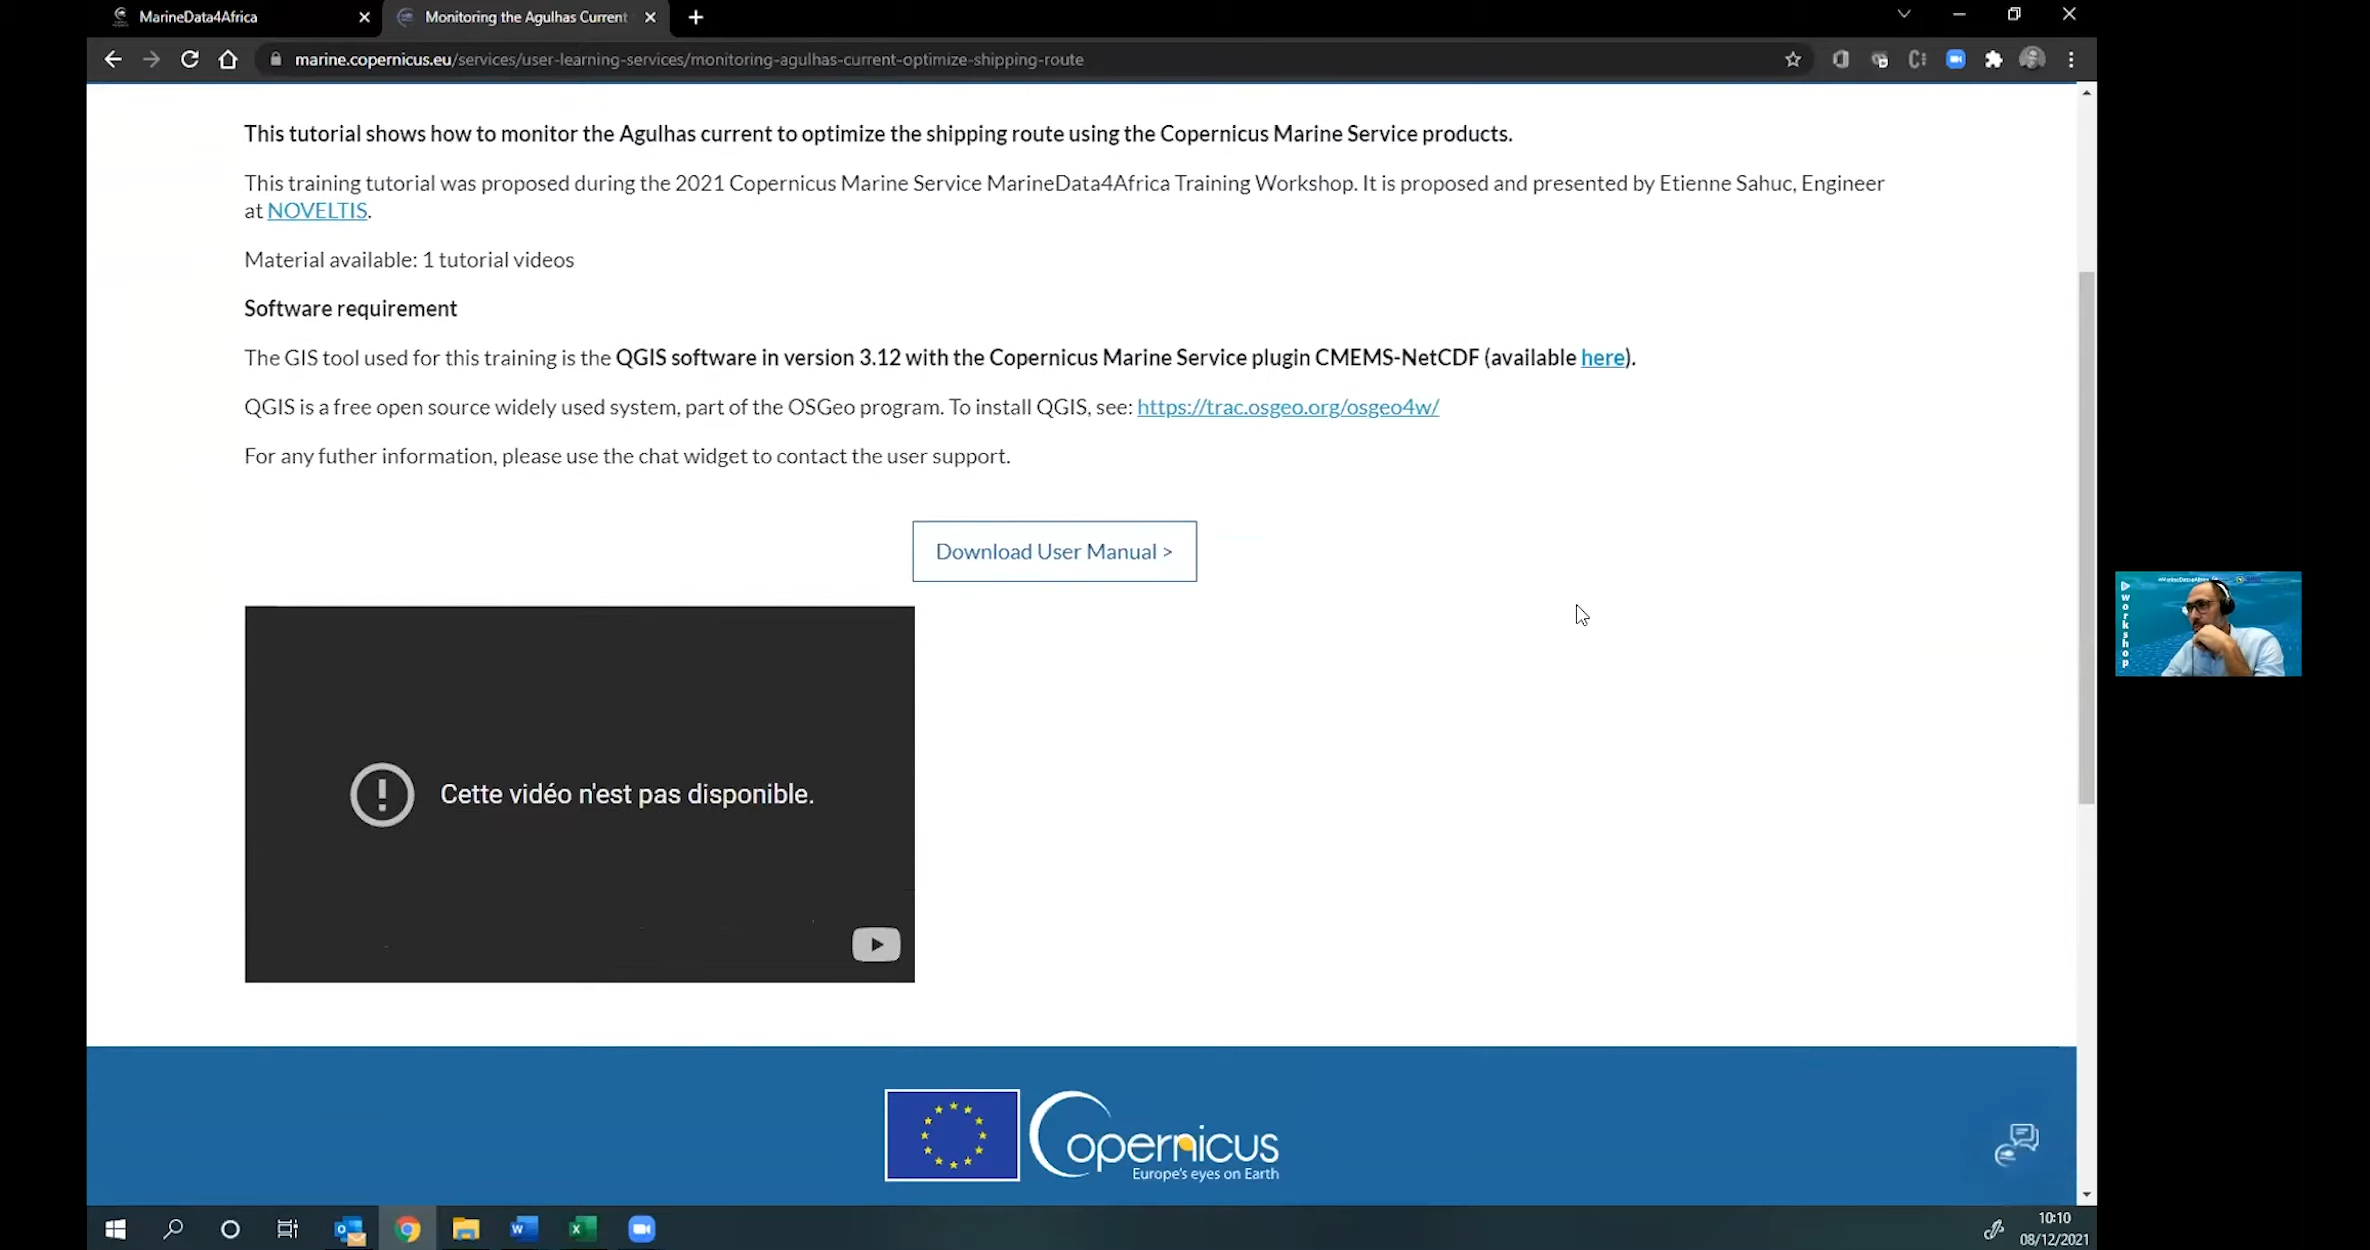 MarineData4Africa
Monitoring the Agulhas Current
marine.copernicus.eu/services/user-learning-services/monitoring-agulhas-current-optimize-shipping-route
This tutorial shows how to monitor the Agulhas current to optimize the shipping route using the Copernicus Marine Service products.
This training tutorial was proposed during the 2021 Copernicus Marine Service MarineData4Africa Training Workshop. It is proposed and presented by Etienne Sahuc, Engineer
at NOVELTIS.
Material available: 1 tutorial videos
Software requirement
The GIS tool used for this training is the QGIS software in version 3.12 with the Copernicus Marine Service plugin CMEMS-NetCDF (available here).
QGIS is a free open source widely used system, part of the OSGeo program. To install QGIS, see: https://trac.osgeo.org/osgeo4w/
For any futher information, please use the chat widget to contact the user support.
Download User Manual >
workshop
Cette vidéo n'est pas disponible.
opernicus
Europe's eyes on Earth
10:10
08/12/2021